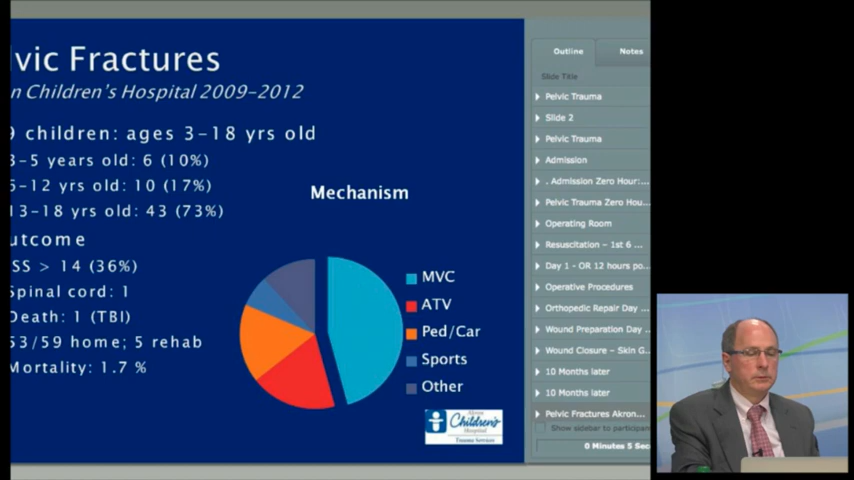 lvic Fractures
n Children's Hospital 2009-2012
9 children: ages 3-18 yrs old
3-5 years old: 6 (10%)
6-12 yrs old: 10 (17%)
13-18 yrs old: 43 (73%)
utcome
SS > 14 (36%)
Spinal cord: 1
Death: 1 (TBI)
53/59 home; 5 rehab
Mortality: 1.7 %
Mechanism
MVC
ATV
Ped/Car
Sports
Other
Akron
Children's
Hospital
Trauma Services
Outline
Notes
Slide Title
Pelvic Trauma
Slide 2
Pelvic Trauma
Admission
. Admission Zero Hour:...
Pelvic Trauma Zero Hou...
Operating Room
Resuscitation - 1st 6 ...
Day 1 - OR 12 hours po...
Operative Procedures
Orthopedic Repair Day ...
Wound Preparation Day ...
Wound Closure - Skin G...
10 Months later
10 Months later
Pelvic Fractures Akron...
Show sidebar to participan
6 Minutes 5 Sec